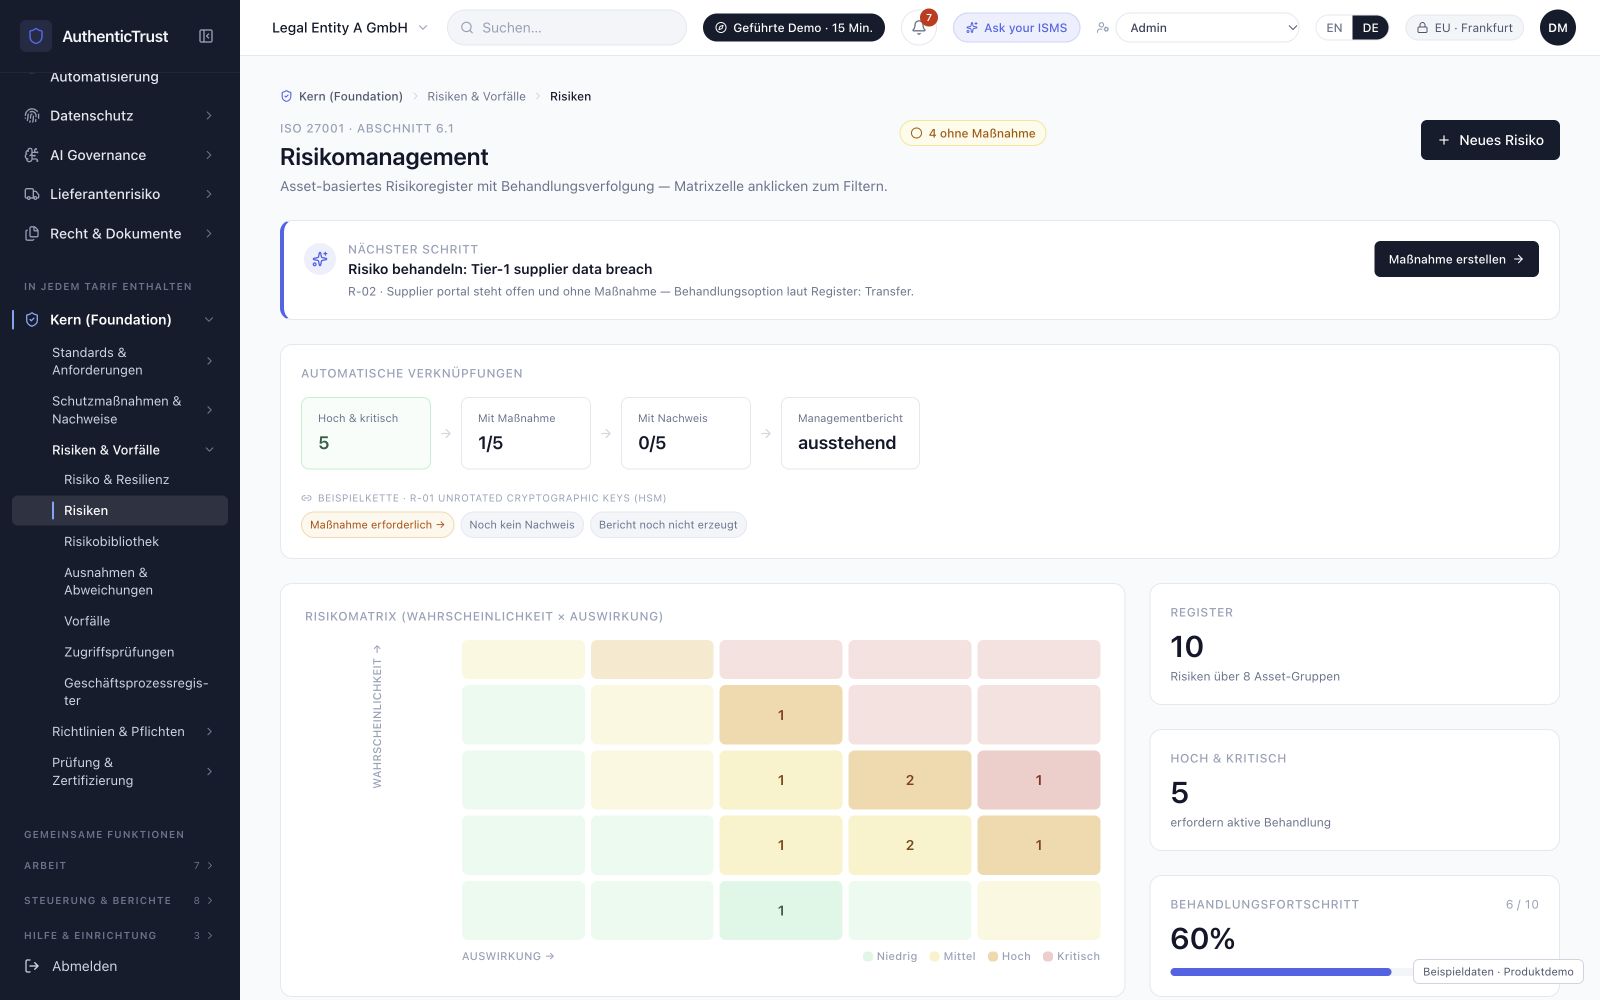 AuthenticTrust
Automatisierung
Datenschutz
AI Governance
Lieferantenrisiko
Recht & Dokumente
IN JEDEM TARIF ENTHALTEN
Kern (Foundation)
Standards &
Anforderungen
Schutzmaßnahmen &
Nachweise
Risiken & Vorfälle
Risiko & Resilienz
Risiken
Risikobibliothek
Ausnahmen &
Abweichungen
Vorfälle
Zugriffsprüfungen
Geschäftsprozessregis-
ter
Richtlinien & Pflichten
Prüfung &
Zertifizierung
GEMEINSAME FUNKTIONEN
ARBEIT 7
STEUERUNG & BERICHTE 8
HILFE & EINRICHTUNG 3
Abmelden
Legal Entity A GmbH
Suchen...
Geführte Demo · 15 Min.
7
Ask your ISMS
Admin
EN DE
EU · Frankfurt
DM
Kern (Foundation) › Risiken & Vorfälle › Risiken
ISO 27001 · ABSCHNITT 6.1
Risikomanagement
Asset-basiertes Risikoregister mit Behandlungsverfolgung — Matrixzelle anklicken zum Filtern.
4 ohne Maßnahme
+ Neues Risiko
NÄCHSTER SCHRITT
Risiko behandeln: Tier-1 supplier data breach
R-02 · Supplier portal steht offen und ohne Maßnahme — Behandlungsoption laut Register: Transfer.
Maßnahme erstellen →
AUTOMATISCHE VERKNÜPFUNGEN
Hoch & kritisch
5
→
Mit Maßnahme
1/5
→
Mit Nachweis
0/5
→
Managementbericht
ausstehend
BEISPIELKETTE · R-01 UNROTATED CRYPTOGRAPHIC KEYS (HSM)
Maßnahme erforderlich →
Noch kein Nachweis
Bericht noch nicht erzeugt
RISIKOMATRIX (WAHRSCHEINLICHKEIT × AUSWIRKUNG)
WAHRSCHEINLICHKEIT →
1
1 2 1
1 2 1
1
AUSWIRKUNG →
Niedrig Mittel Hoch Kritisch
REGISTER
10
Risiken über 8 Asset-Gruppen
HOCH & KRITISCH
5
erfordern aktive Behandlung
BEHANDLUNGSFORTSCHRITT 6 / 10
60%
Beispieldaten · Produktdemo